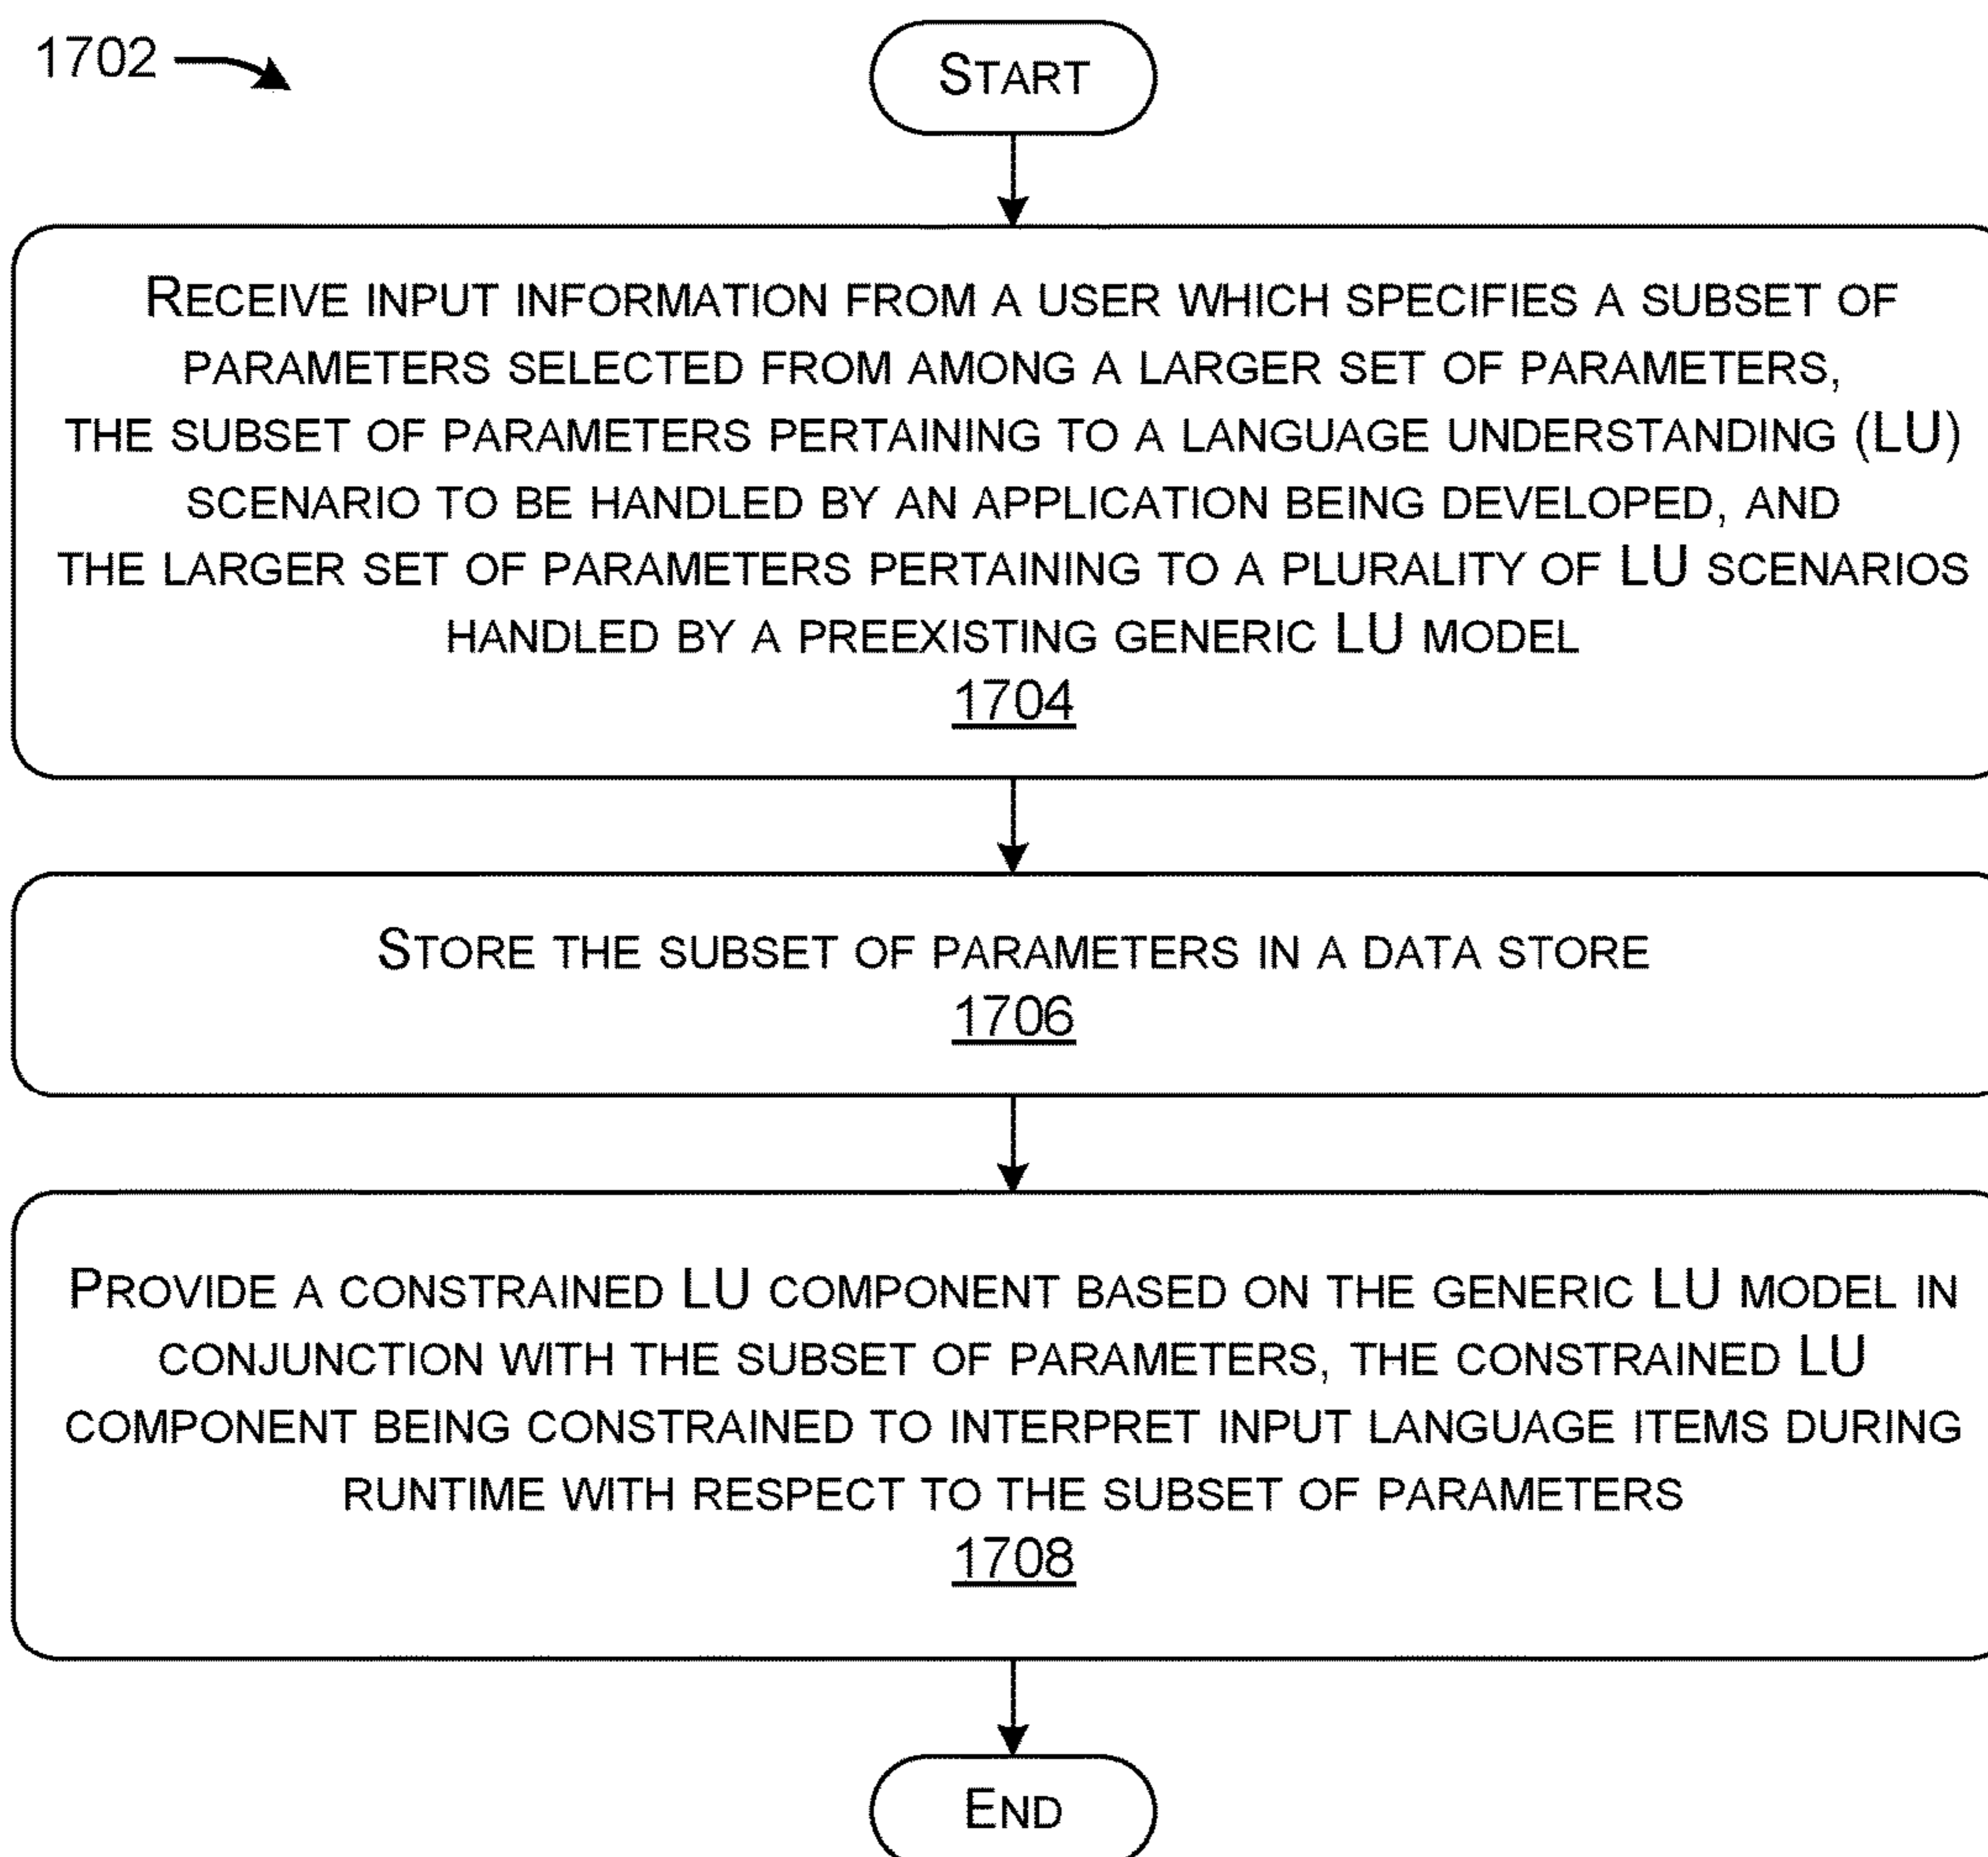 1702
START
RECEIVE INPUT INFORMATION FROM A USER WHICH SPECIFIES A SUBSET OF
PARAMETERS SELECTED FROM AMONG A LARGER SET OF PARAMETERS,
THE SUBSET OF PARAMETERS PERTAINING TO A LANGUAGE UNDERSTANDING (LU)
SCENARIO TO BE HANDLED BY AN APPLICATION BEING DEVELOPED, AND
THE LARGER SET OF PARAMETERS PERTAINING TO A PLURALITY OF LU SCENARIOS
HANDLED BY A PREEXISTING GENERIC LU MODEL
1704
STORE THE SUBSET OF PARAMETERS IN A DATA STORE
1706
PROVIDE A CONSTRAINED LU COMPONENT BASED ON THE GENERIC LU MODEL IN
CONJUNCTION WITH THE SUBSET OF PARAMETERS, THE CONSTRAINED LU
COMPONENT BEING CONSTRAINED TO INTERPRET INPUT LANGUAGE ITEMS DURING
RUNTIME WITH RESPECT TO THE SUBSET OF PARAMETERS
1708
END